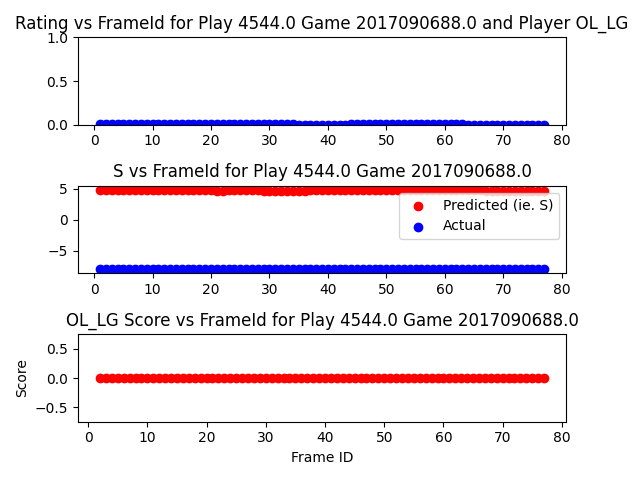 Rating vs FrameId for Play 4544.0 Game 2017090688.0 and Player OL_LG
1.0
0.5
0.0
0 10 20 30 40 50 60 70 80
S vs FrameId for Play 4544.0 Game 2017090688.0
5
0
−5
Predicted (ie. S)
Actual
0 10 20 30 40 50 60 70 80
OL_LG Score vs FrameId for Play 4544.0 Game 2017090688.0
Score
0.5
0.0
−0.5
0 10 20 30 40 50 60 70 80
Frame ID